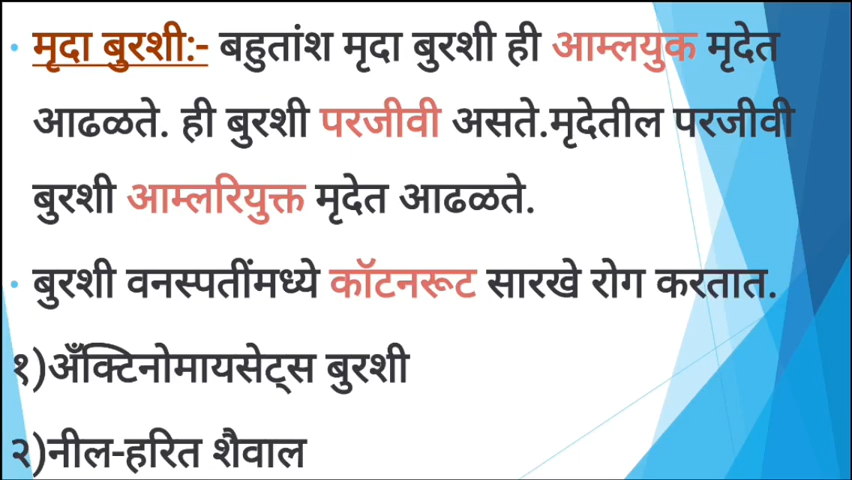 • मृदा बुरशी:- बहुतांश मृदा बुरशी ही आम्लयुक मृदेत
आढळते. ही बुरशी परजीवी असते.मृदेतील परजीवी
बुरशी आम्लरियुक्त मृदेत आढळते.
• बुरशी वनस्पतींमध्ये कॉटनरूट सारखे रोग करतात.
१)अँक्टिनोमायसेट्स बुरशी
२)नील-हरित शैवाल